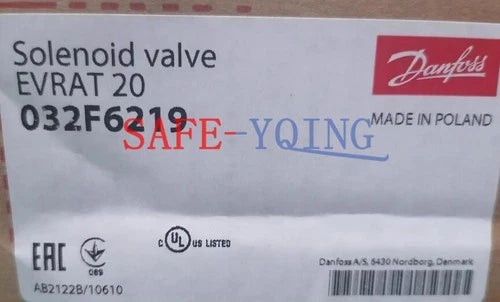 Solenoid valve
EVRAT 20
032F6219
Danfoss
MADE IN POLAND
SAFE-YQING
EAC
089
C UL US LISTED
AB2122B/10610
Danfoss A/S, 6430 Nordborg, Denmark